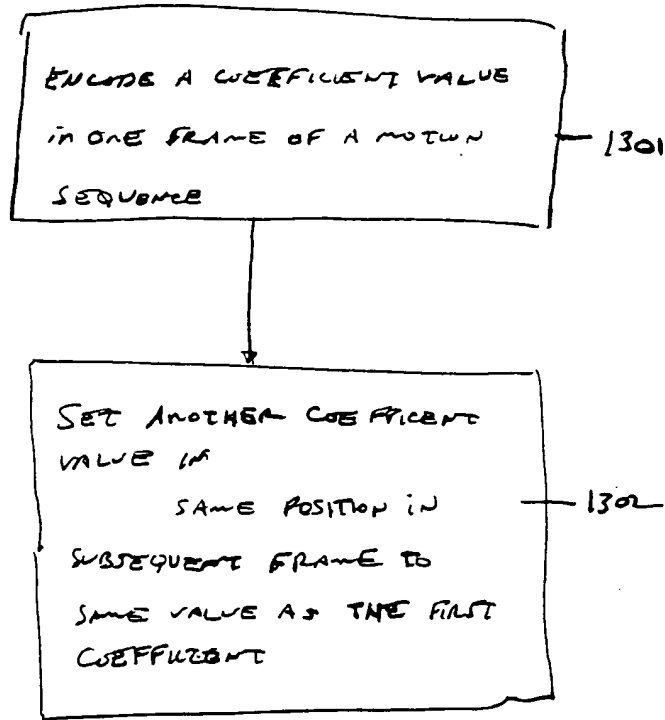 ENCODE A COEFFICIENT VALUE
in ONE FRAME OF A MOTION
SEQUENCE
1301
SET ANOTHER COEFFICENT
VALUE IN
SAME POSITION iN
SUBSEQUENT FRAME TO
SAME VALUE AS THE FIRST
COEFFICIENT
1302